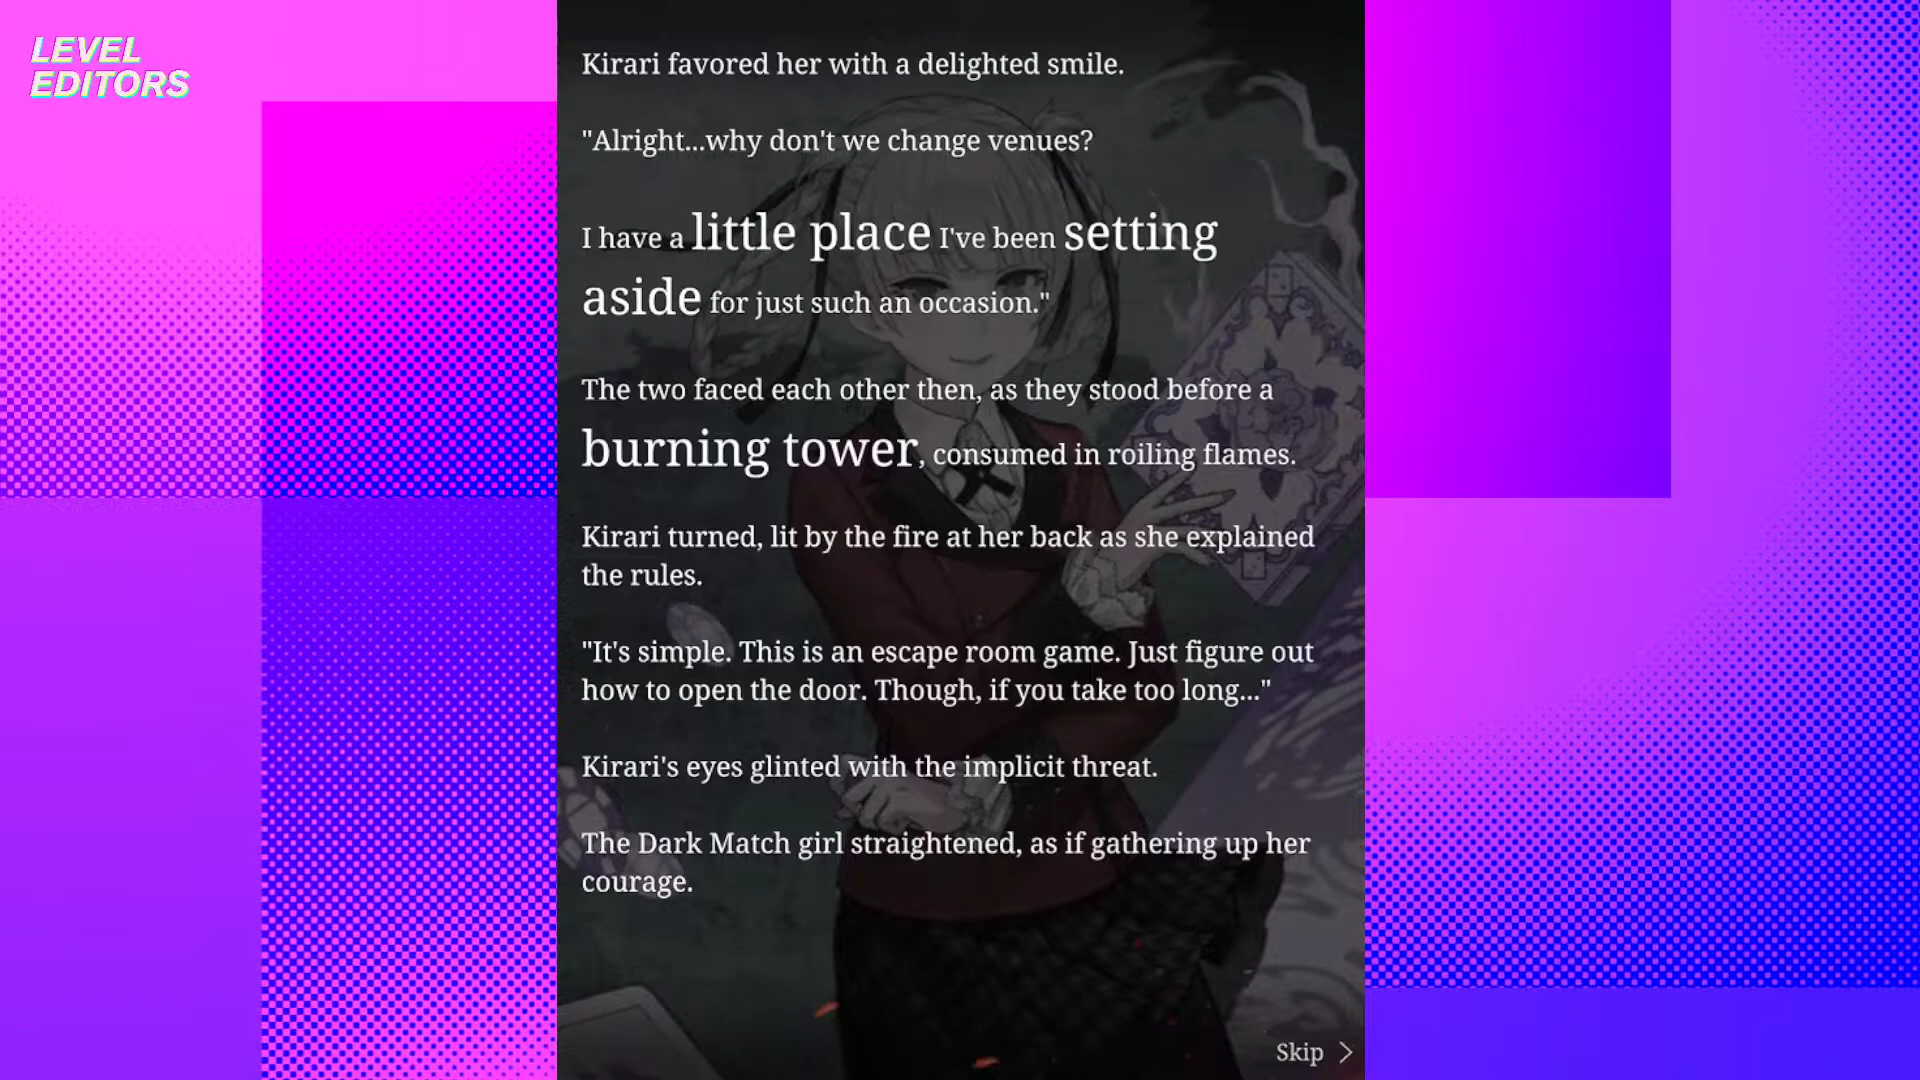 LEVEL
EDITORS
Kirari favored her with a delighted smile.
"Alright...why don't we change venues?
I have a little place I've been setting
aside for just such an occasion."
The two faced each other then, as they stood before a
burning tower, consumed in roiling flames.
Kirari turned, lit by the fire at her back as she explained
the rules.
"It's simple. This is an escape room game. Just figure out
how to open the door. Though, if you take too long..."
Kirari's eyes glinted with the implicit threat.
The Dark Match girl straightened, as if gathering up her
courage.
Skip